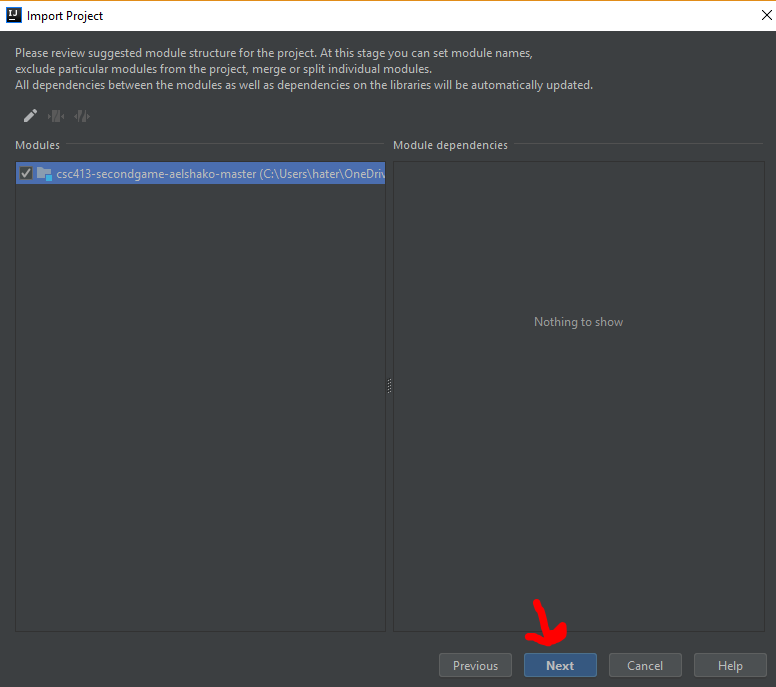 IJ Import Project
Please review suggested module structure for the project. At this stage you can set module names,
exclude particular modules from the project, merge or split individual modules.
All dependencies between the modules as well as dependencies on the libraries will be automatically updated.
Modules
Module dependencies
csc413-secondgame-aelshako-master (C:\Users\hater\OneDriv
Nothing to show
Previous
Next
Cancel
Help